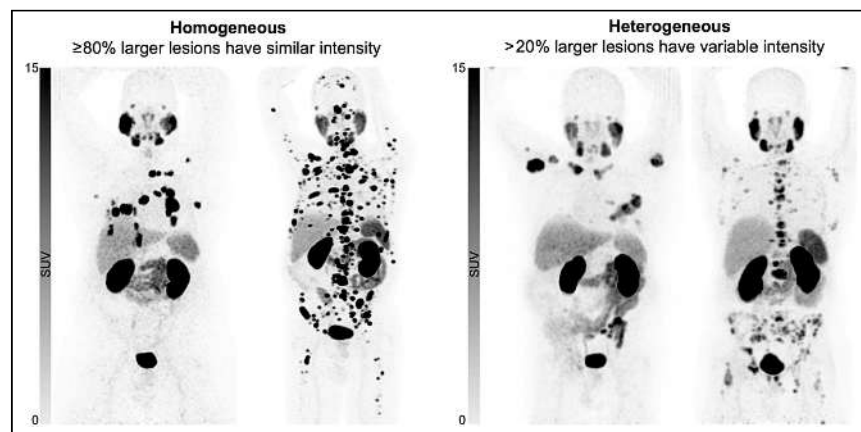 Homogeneous
≥80% larger lesions have similar intensity
15
SUV
0
Heterogeneous
>20% larger lesions have variable intensity
15
SUV
0